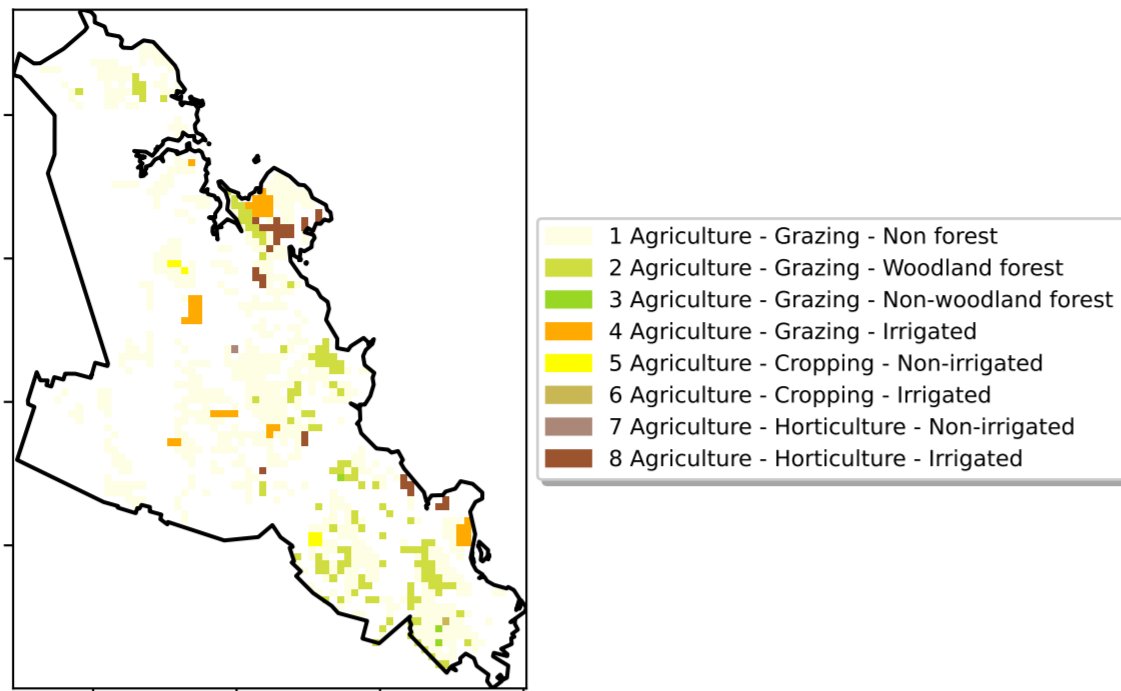 1 Agriculture - Grazing - Non forest
2 Agriculture - Grazing - Woodland forest
3 Agriculture - Grazing - Non-woodland forest
4 Agriculture - Grazing - Irrigated
5 Agriculture - Cropping - Non-irrigated
6 Agriculture - Cropping - Irrigated
7 Agriculture - Horticulture - Non-irrigated
8 Agriculture - Horticulture - Irrigated